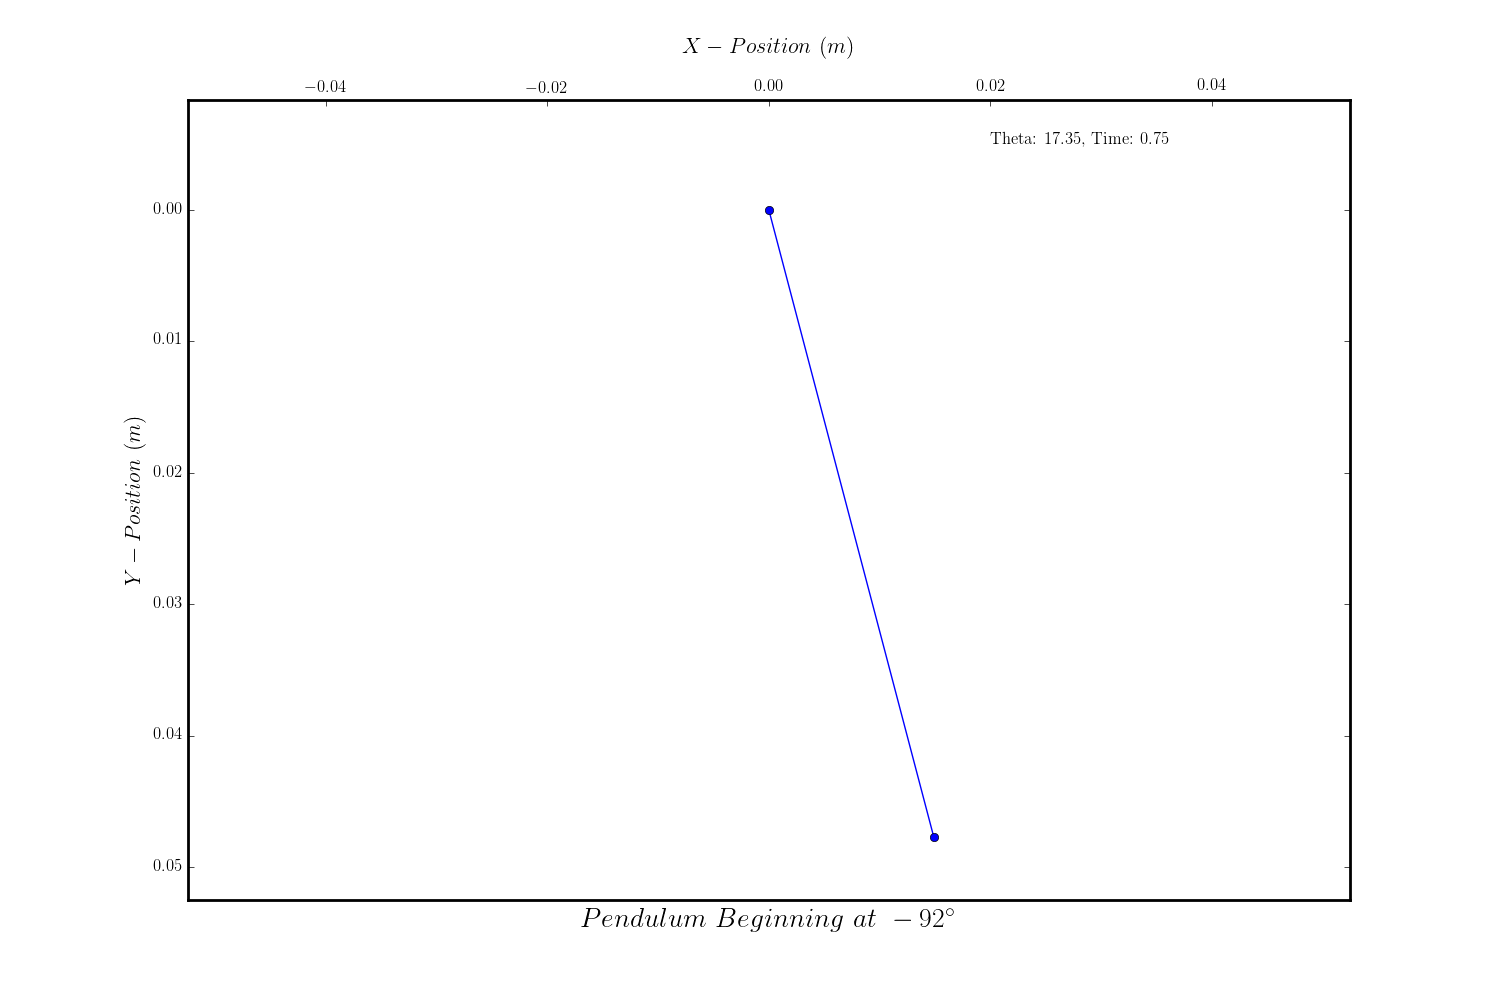 X − Position (m)
−0.04 −0.02 0.00 0.02 0.04
Theta: 17.35, Time: 0.75
0.00
0.01
0.02
0.03
0.04
0.05
Y − Position (m)
Pendulum Beginning at − 92°